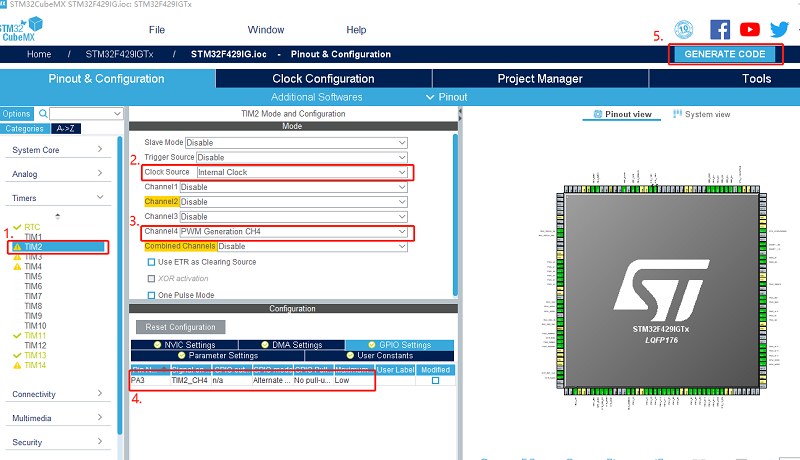 STM32CubeMX STM32F429IG.ioc: STM32F429IGTx
STM32
CubeMX
File
Window
Help
10
5.
Home / STM32F429IGTx / STM32F429IG.ioc - Pinout & Configuration
GENERATE CODE
Pinout & Configuration
Clock Configuration
Project Manager
Tools
Additional Softwares
Pinout
Options
Categories
A->Z
System Core
Analog
Timers
1.
RTC
TIM1
TIM2
TIM3
TIM4
TIM5
TIM6
TIM7
TIM8
TIM9
TIM10
TIM11
TIM12
TIM13
TIM14
Connectivity
Multimedia
Security
TIM2 Mode and Configuration
Mode
Slave Mode Disable
Trigger Source Disable
2.
Clock Source Internal Clock
Channel1 Disable
Channel2 Disable
Channel3 Disable
3.
Channel4 PWM Generation CH4
Combined Channels Disable
Use ETR as Clearing Source
XOR activation
One Pulse Mode
Configuration
Reset Configuration
NVIC Settings
DMA Settings
GPIO Settings
Parameter Settings
User Constants
Pin N... Signal on... GPIO out... GPIO mode GPIO Pull... Maximum... User Label Modified
PA3 TIM2_CH4 n/a Alternate ... No pull-u... Low
4.
Pinout view
System view
ST
STM32F429IGTx
LQFP176